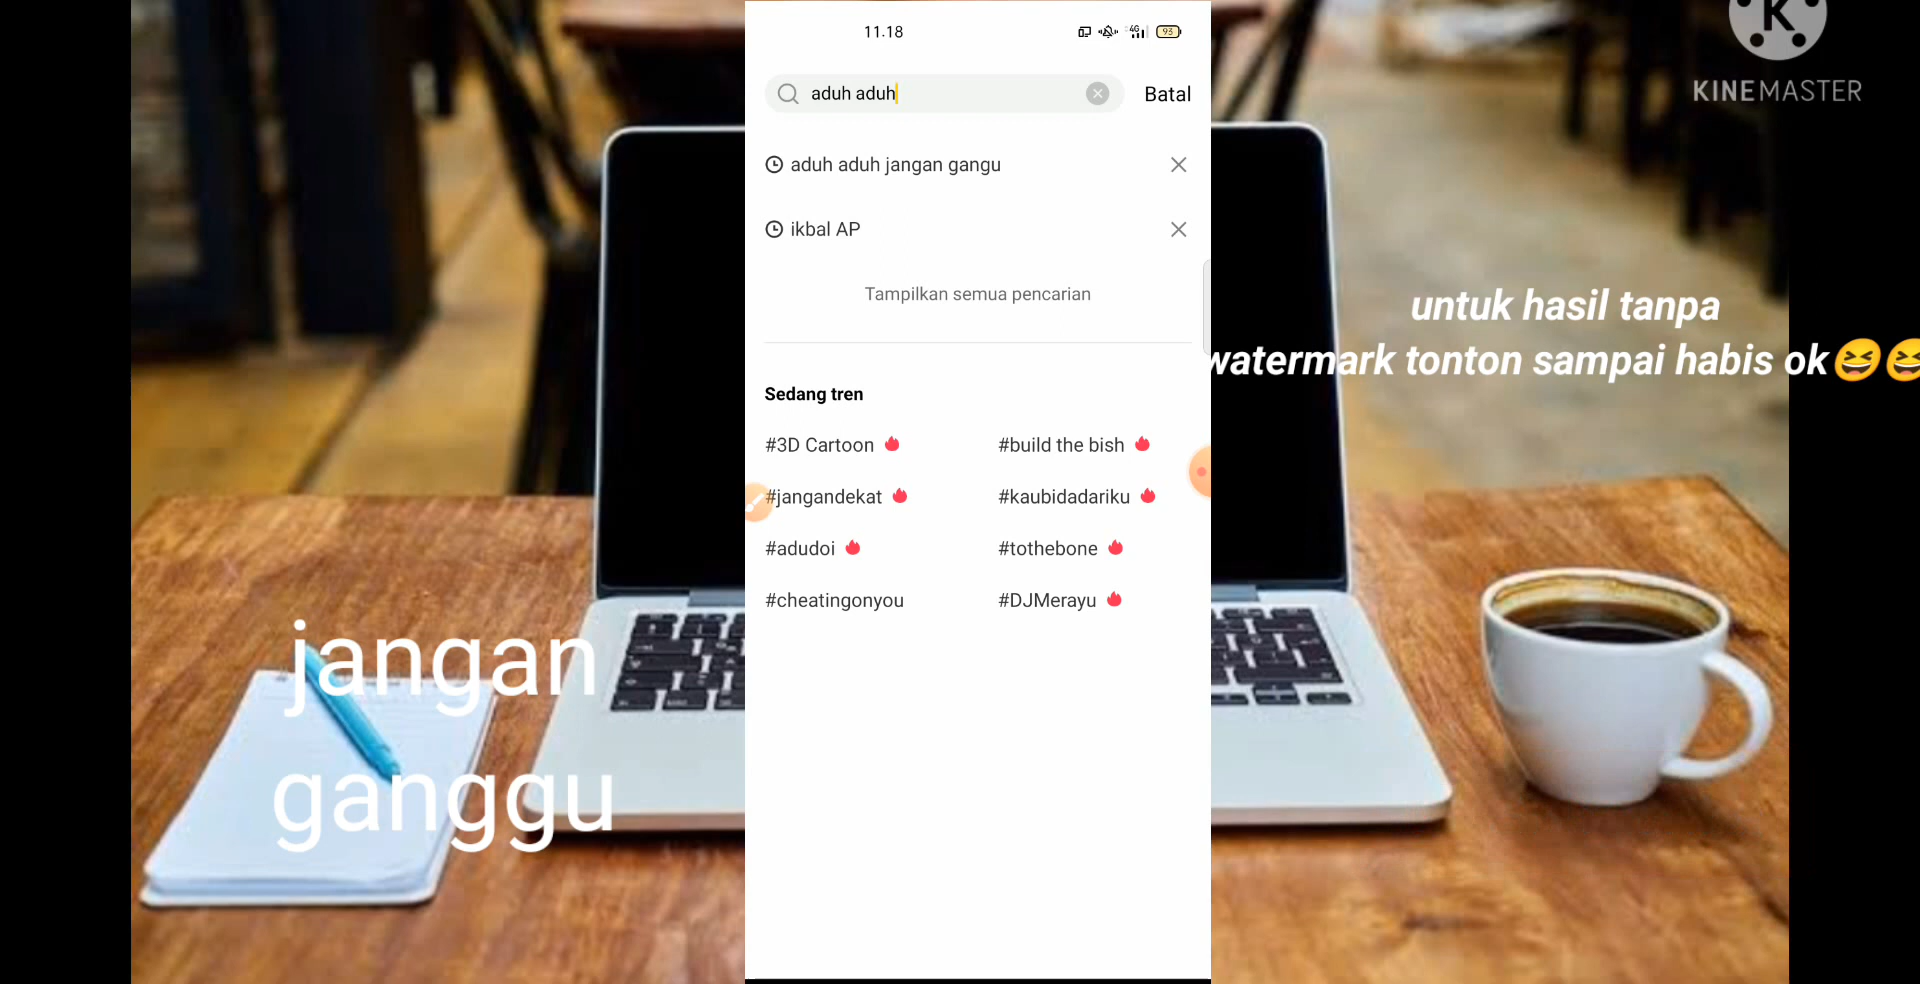 11.18
4G
93
aduh aduh
Batal
aduh aduh jangan gangu
ikbal AP
Tampilkan semua pencarian
Sedang tren
#3D Cartoon
#build the bish
#jangandekat
#kaubidadariku
#adudoi
#tothebone
#cheatingonyou
#DJMerayu
jangan
ganggu
K
KINEMASTER
untuk hasil tanpa
watermark tonton sampai habis ok😆😆